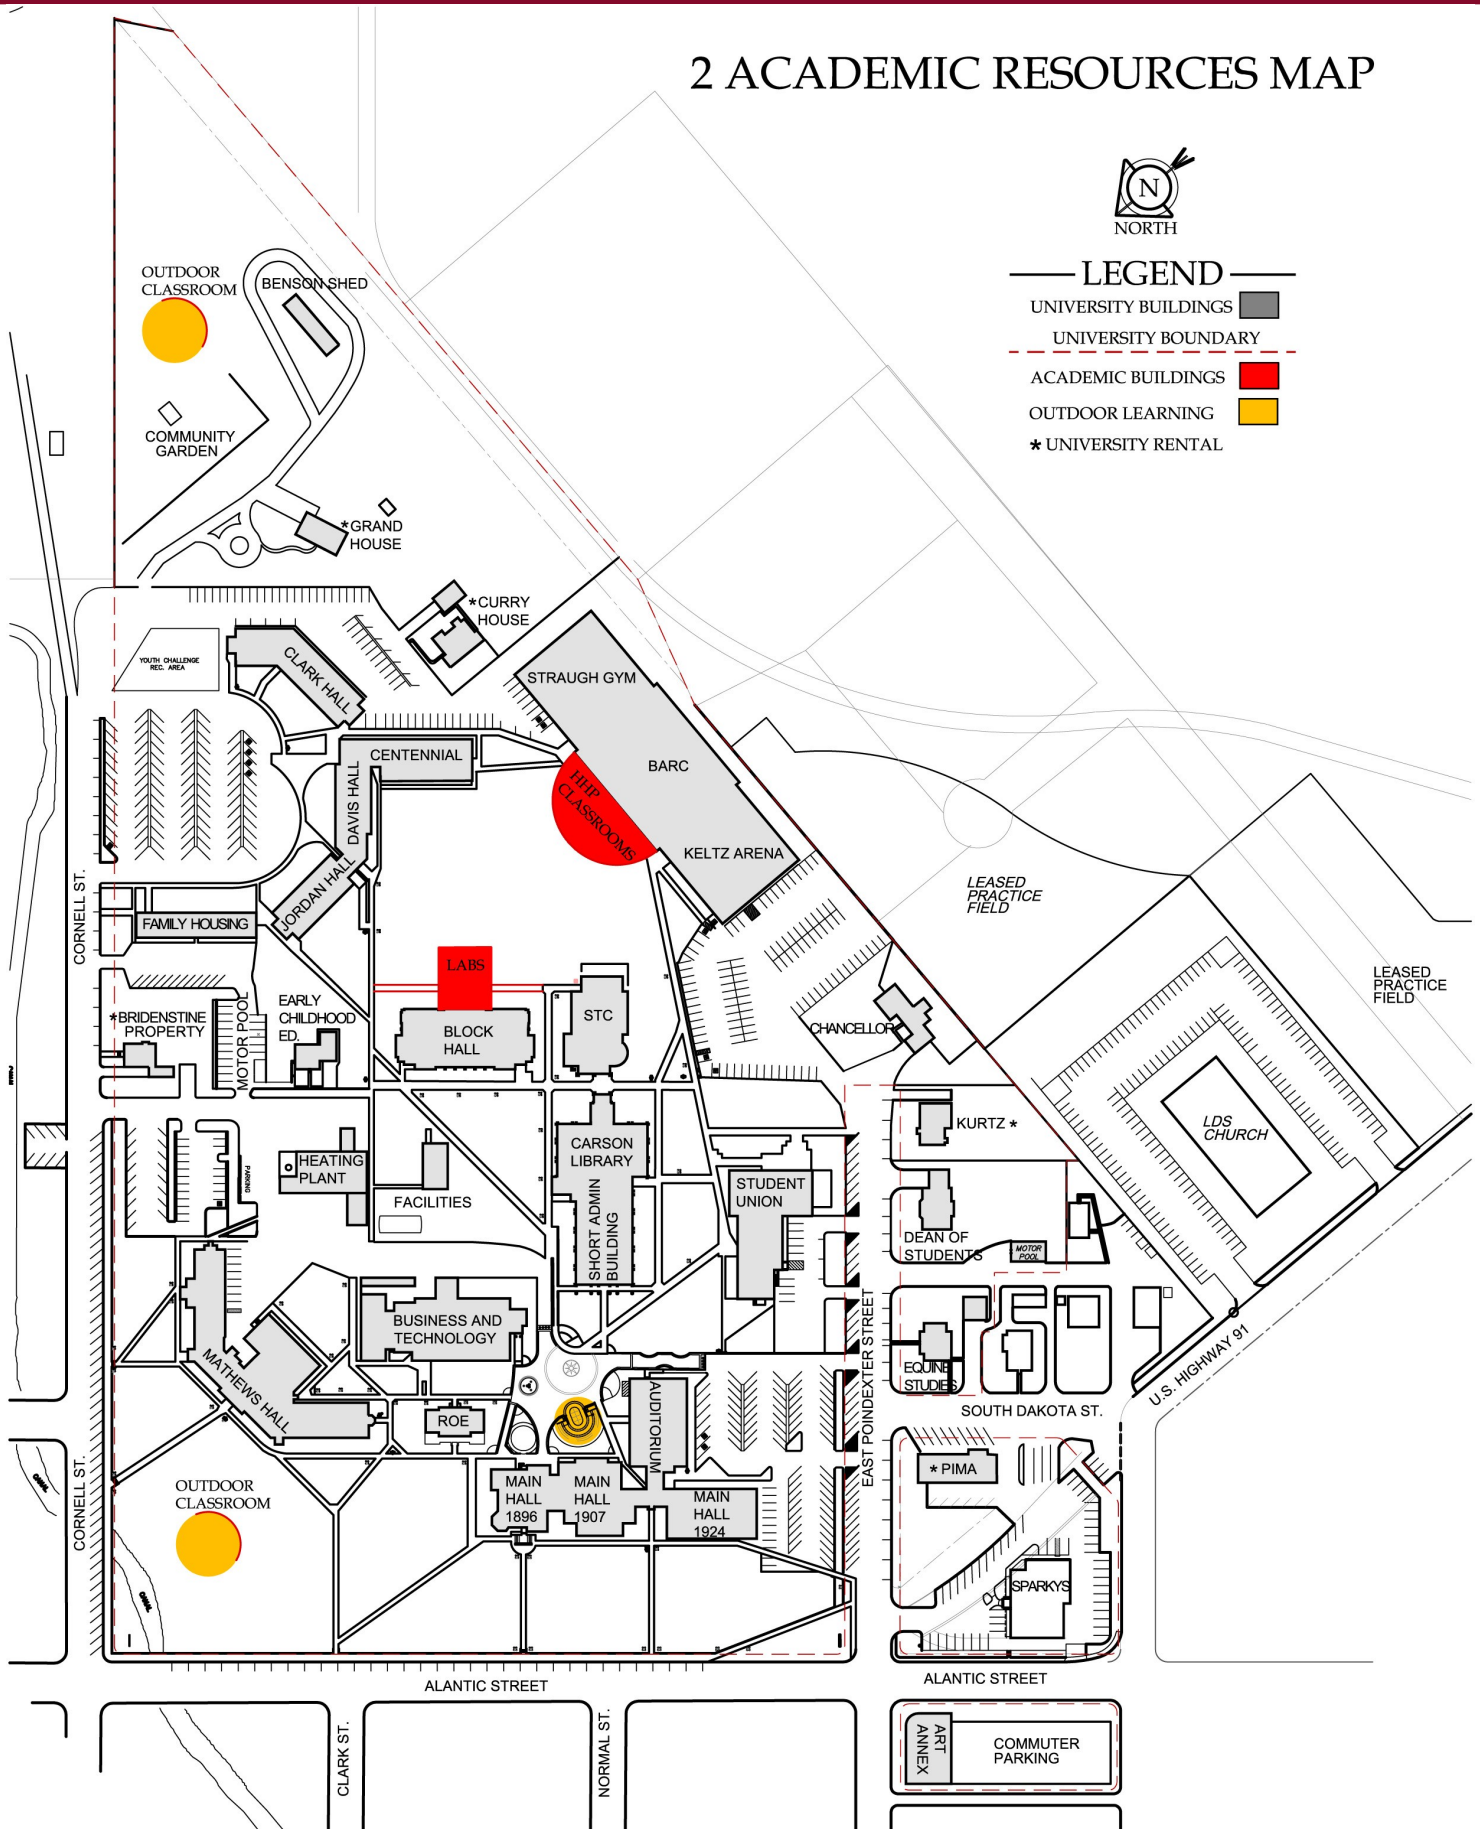 2 ACADEMIC RESOURCES MAP
N
NORTH
LEGEND
UNIVERSITY BUILDINGS
UNIVERSITY BOUNDARY
ACADEMIC BUILDINGS
OUTDOOR LEARNING
* UNIVERSITY RENTAL
OUTDOOR
CLASSROOM
BENSON SHED
COMMUNITY
GARDEN
*GRAND
HOUSE
*CURRY
HOUSE
YOUTH CHALLENGE
REC. AREA
CLARK HALL
STRAUGH GYM
CENTENNIAL
BARC
DAVIS HALL
HHP
CLASSROOMS
KELTZ ARENA
JORDAN HALL
CORNELL ST.
FAMILY HOUSING
LEASED
PRACTICE
FIELD
LEASED
PRACTICE
FIELD
LABS
*BRIDENSTINE
PROPERTY
MOTOR POOL
EARLY
CHILDHOOD
ED.
BLOCK
HALL
STC
CHANCELLOR
KURTZ *
LDS
CHURCH
HEATING
PLANT
PARKING
FACILITIES
CARSON
LIBRARY
SHORT ADMIN
BUILDING
STUDENT
UNION
DEAN OF
STUDENTS
MOTOR
POOL
BUSINESS AND
TECHNOLOGY
MATHEWS HALL
EAST POINDEXTER STREET
EQUINE
STUDIES
U.S. HIGHWAY 91
SOUTH DAKOTA ST.
ROE
AUDITORIUM
* PIMA
CANAL
CORNELL ST.
OUTDOOR
CLASSROOM
MAIN
HALL
1896
MAIN
HALL
1907
MAIN
HALL
1924
CANAL
SPARKYS
ALANTIC STREET
ALANTIC STREET
CLARK ST.
NORMAL ST.
ART
ANNEX
COMMUTER
PARKING